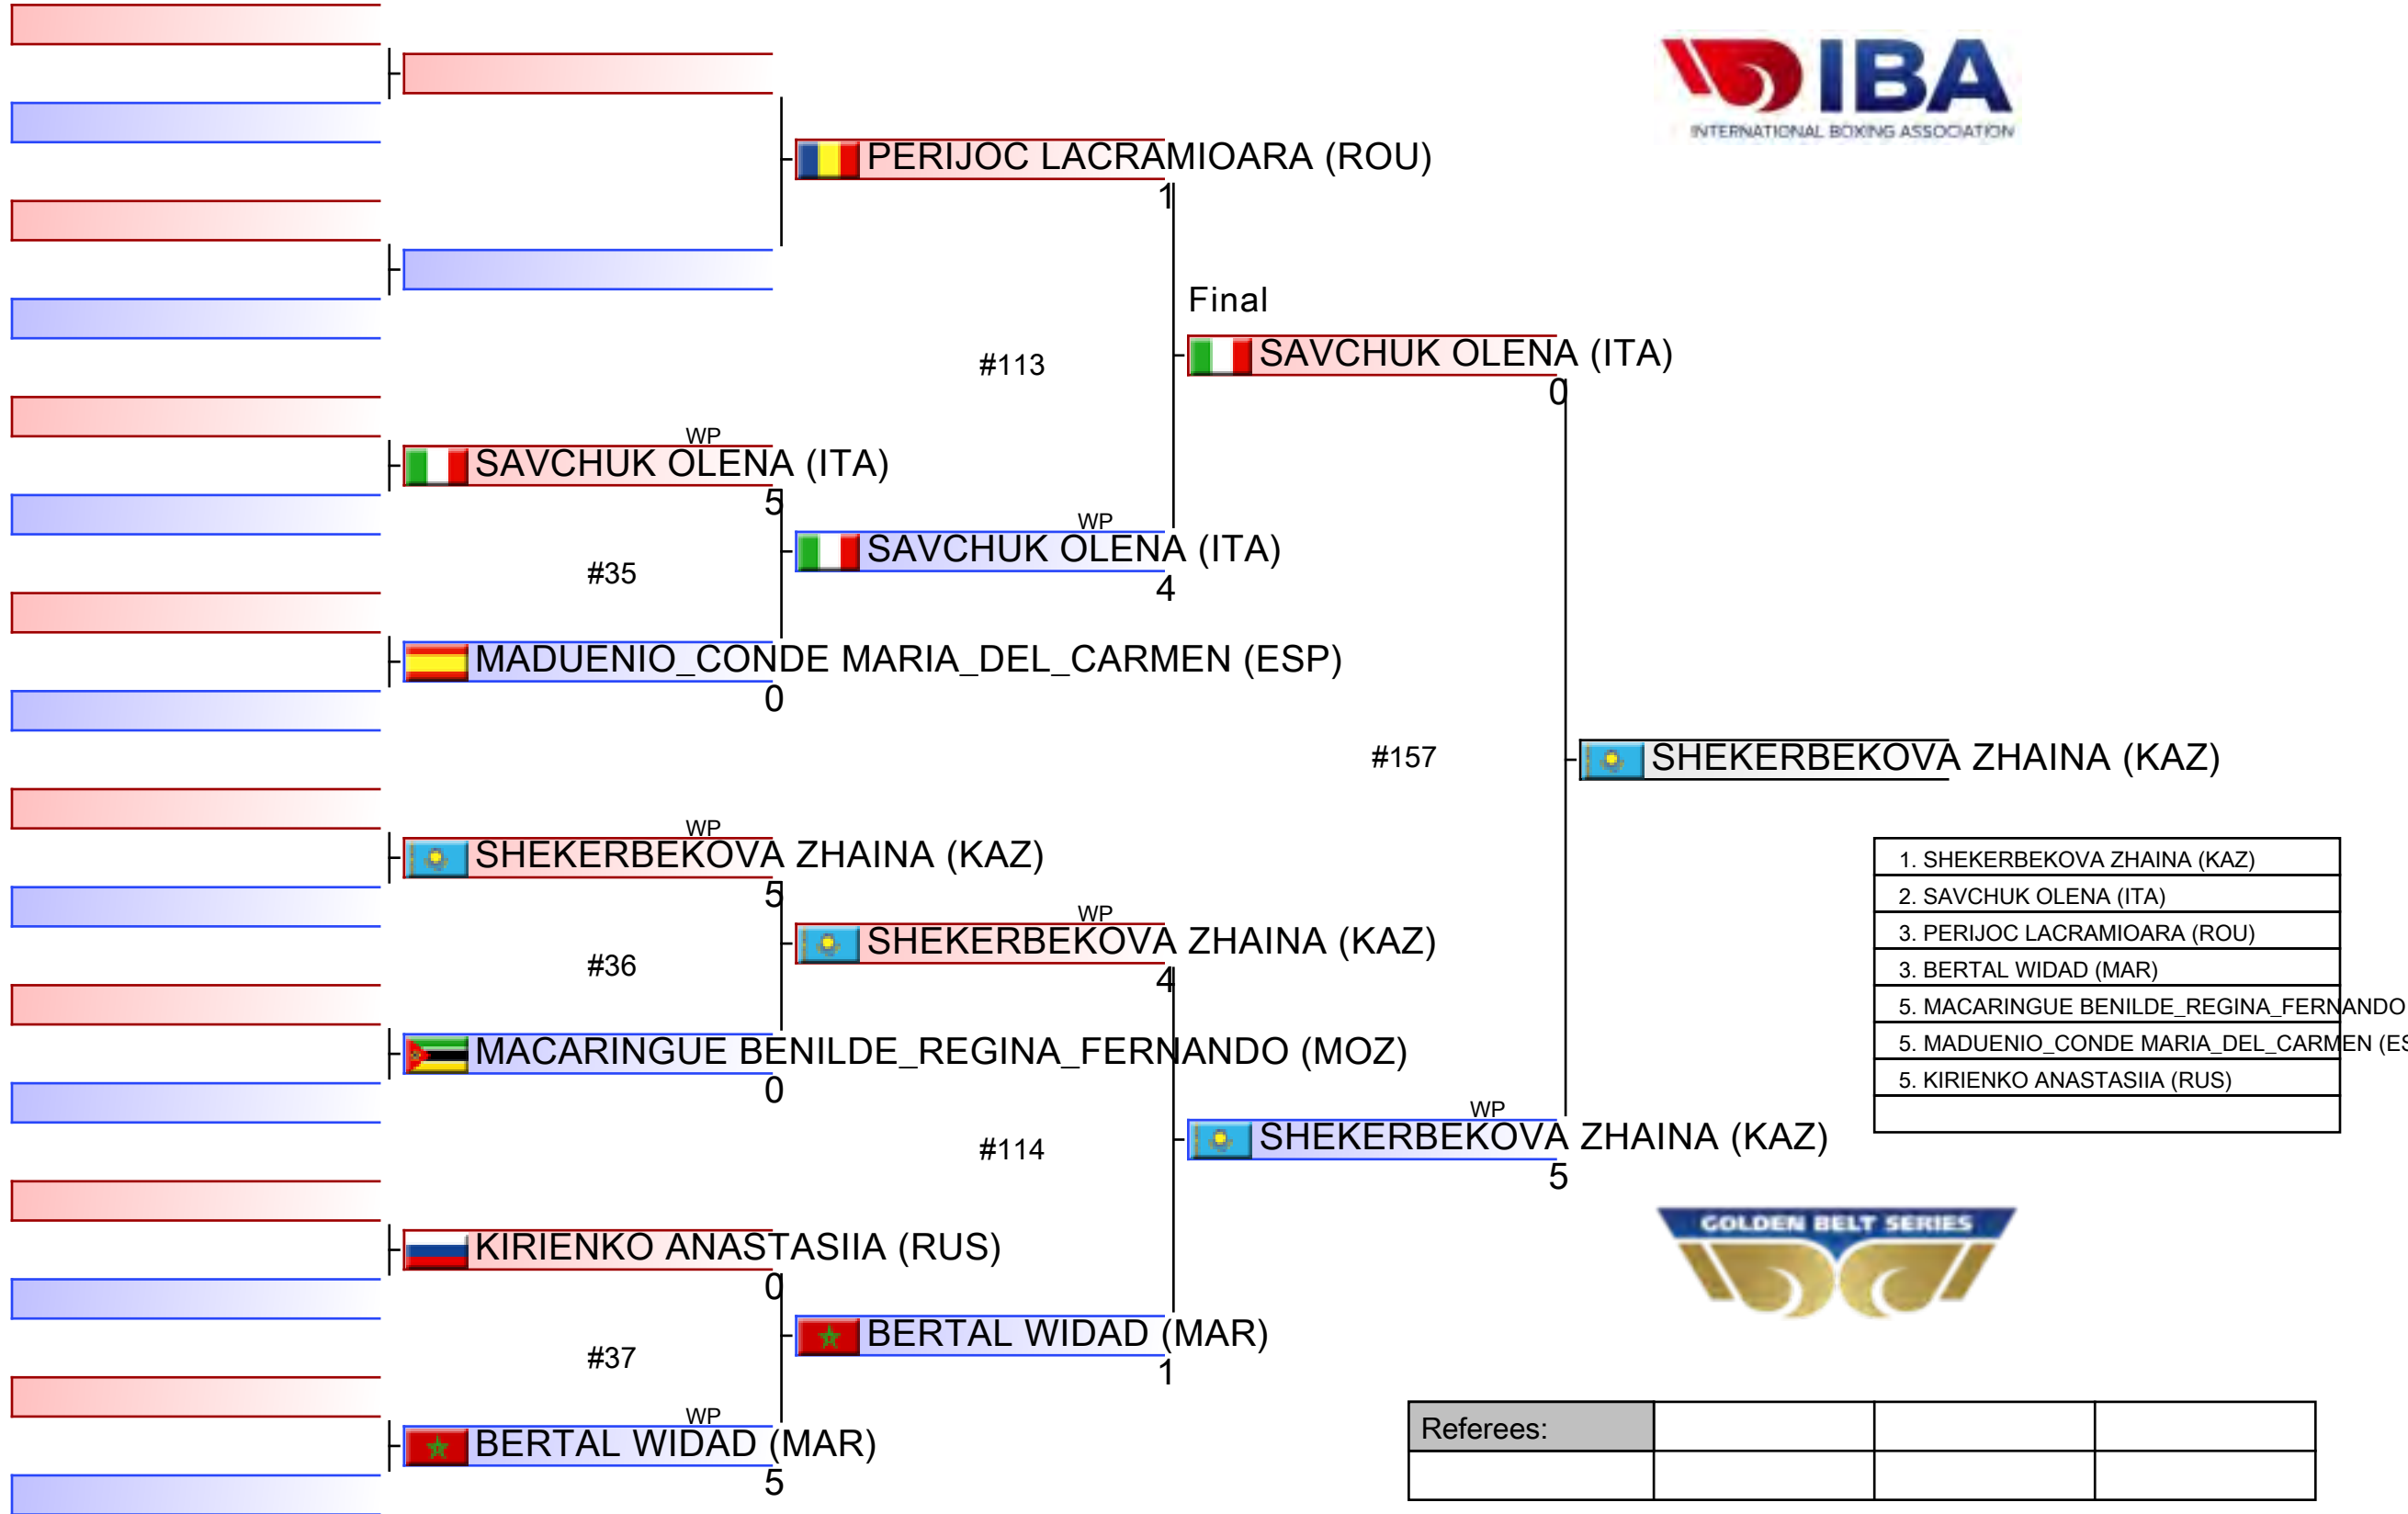 IBA
INTERNATIONAL BOXING ASSOCIATION
PERIJOC LACRAMIOARA (ROU)
1
Final
#113
SAVCHUK OLENA (ITA)
0
WP
SAVCHUK OLENA (ITA)
5
WP
SAVCHUK OLENA (ITA)
4
#35
MADUENIO_CONDE MARIA_DEL_CARMEN (ESP)
0
#157
SHEKERBEKOVA ZHAINA (KAZ)
WP
SHEKERBEKOVA ZHAINA (KAZ)
5
WP
SHEKERBEKOVA ZHAINA (KAZ)
4
#36
MACARINGUE BENILDE_REGINA_FERNANDO (MOZ)
0
#114
WP
SHEKERBEKOVA ZHAINA (KAZ)
5
KIRIENKO ANASTASIIA (RUS)
0
BERTAL WIDAD (MAR)
1
#37
WP
BERTAL WIDAD (MAR)
5
1. SHEKERBEKOVA ZHAINA (KAZ)
2. SAVCHUK OLENA (ITA)
3. PERIJOC LACRAMIOARA (ROU)
3. BERTAL WIDAD (MAR)
5. MACARINGUE BENILDE_REGINA_FERNANDO
5. MADUENIO_CONDE MARIA_DEL_CARMEN (ES
5. KIRIENKO ANASTASIIA (RUS)
GOLDEN BELT SERIES
Referees: